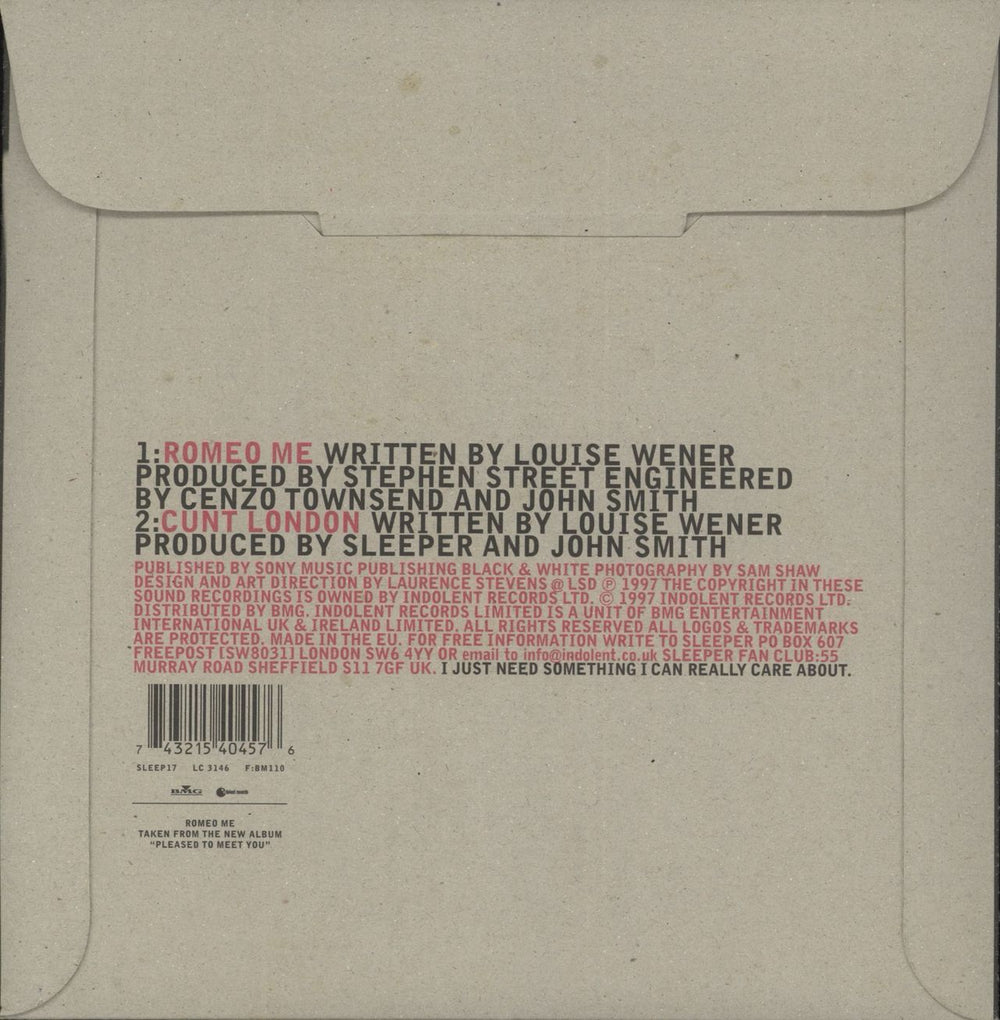 1:ROMEO ME WRITTEN BY LOUISE WENER
PRODUCED BY STEPHEN STREET ENGINEERED
BY CENZO TOWNSEND AND JOHN SMITH
2:CUNT LONDON WRITTEN BY LOUISE WENER
PRODUCED BY SLEEPER AND JOHN SMITH
PUBLISHED BY SONY MUSIC PUBLISHING BLACK & WHITE PHOTOGRAPHY BY SAM SHAW
DESIGN AND ART DIRECTION BY LAURENCE STEVENS @ LSD ℗ 1997 THE COPYRIGHT IN THESE
SOUND RECORDINGS IS OWNED BY INDOLENT RECORDS LTD. © 1997 INDOLENT RECORDS LTD.
DISTRIBUTED BY BMG. INDOLENT RECORDS LIMITED IS A UNIT OF BMG ENTERTAINMENT
INTERNATIONAL UK & IRELAND LIMITED. ALL RIGHTS RESERVED ALL LOGOS & TRADEMARKS
ARE PROTECTED. MADE IN THE EU. FOR FREE INFORMATION WRITE TO SLEEPER PO BOX 607
FREEPOST [SW8031] LONDON SW6 4YY OR email to info@indolent.co.uk SLEEPER FAN CLUB:55
MURRAY ROAD SHEFFIELD S11 7GF UK. I JUST NEED SOMETHING I CAN REALLY CARE ABOUT.
7 43215 40457 6
SLEEP17 LC 3146 F:BM110
BMG
ROMEO ME
TAKEN FROM THE NEW ALBUM
"PLEASED TO MEET YOU"